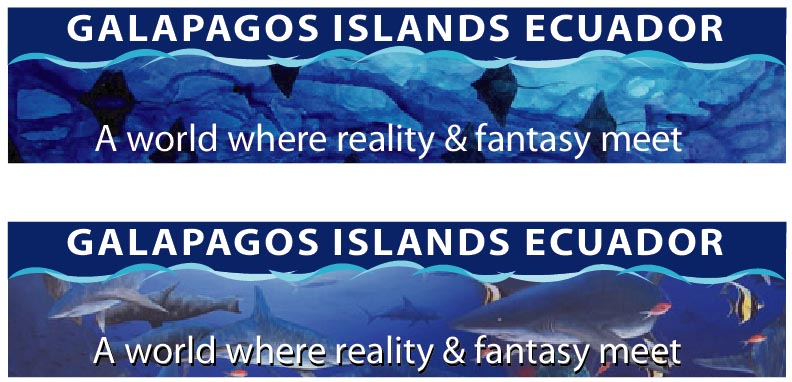 GALAPAGOS ISLANDS ECUADOR
A world where reality & fantasy meet
GALAPAGOS ISLANDS ECUADOR
A world where reality & fantasy meet